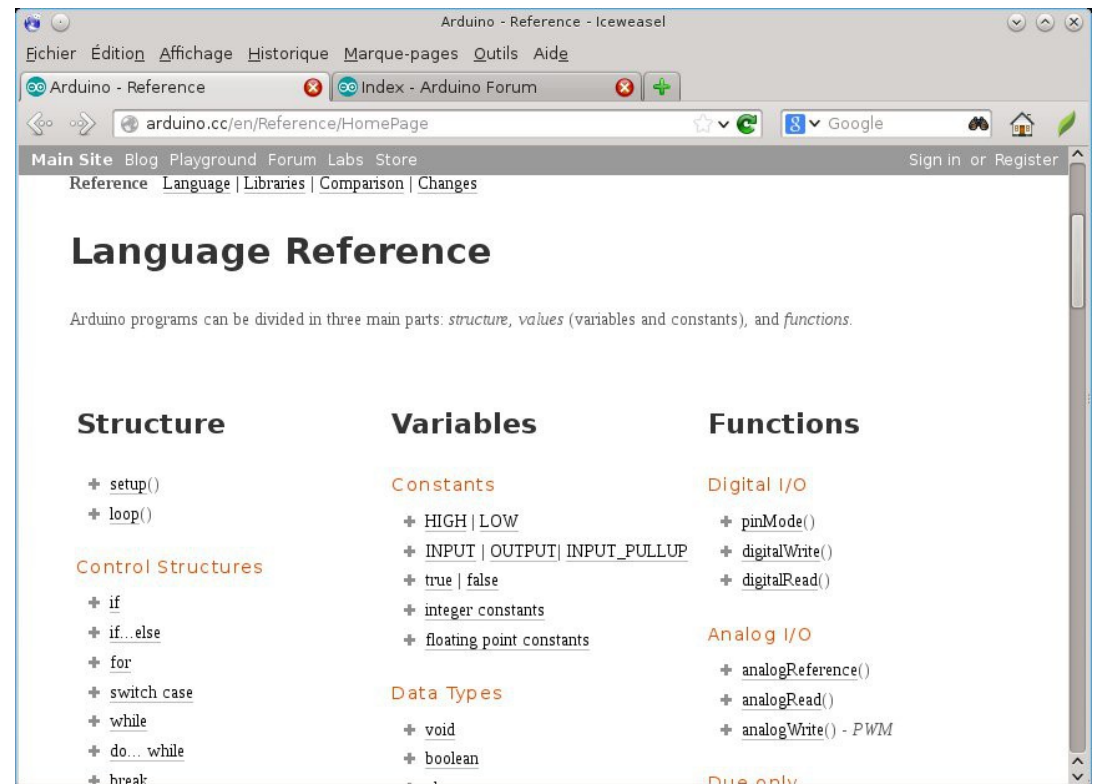 Arduino - Reference - Iceweasel
Fichier Édition Affichage Historique Marque-pages Outils Aide
Arduino - Reference
Index - Arduino Forum
arduino.cc/en/Reference/HomePage
Google
Main Site Blog Playground Forum Labs Store
Sign in or Register
Reference Language | Libraries | Comparison | Changes
Language Reference
Arduino programs can be divided in three main parts: structure, values (variables and constants), and functions.
Structure
setup()
loop()
Control Structures
if
if...else
for
switch case
while
do... while
break
Variables
Constants
HIGH | LOW
INPUT | OUTPUT| INPUT_PULLUP
true | false
integer constants
floating point constants
Data Types
void
boolean
Functions
Digital I/O
pinMode()
digitalWrite()
digitalRead()
Analog I/O
analogReference()
analogRead()
analogWrite() - PWM
Due only